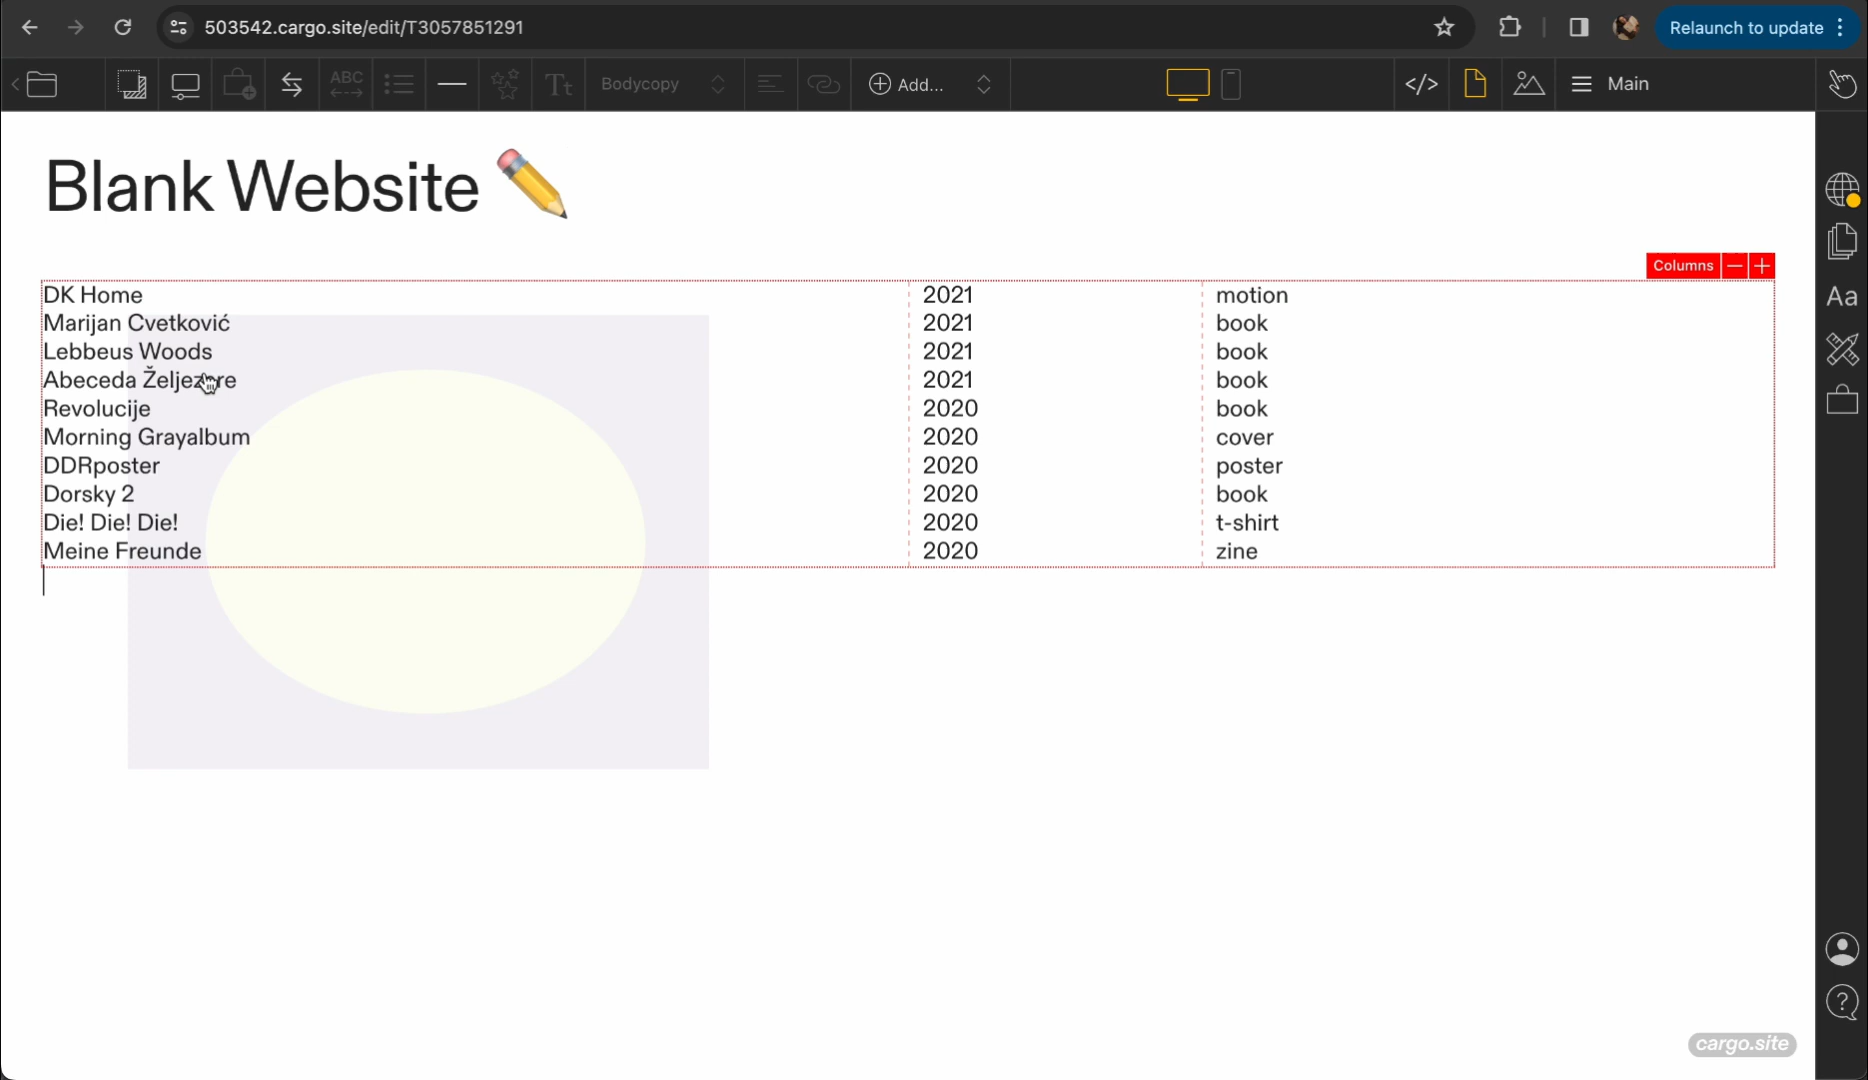 503542.cargo.site/edit/T3057851291
Relaunch to update
ABC
Tt
Bodycopy
Add...
</>
Main
Blank Website
Columns
Aa
DK Home 2021 motion
Marijan Cvetković 2021 book
Lebbeus Woods 2021 book
Abeceda Željezare 2021 book
Revolucije 2020 book
Morning Grayalbum 2020 cover
DDRposter 2020 poster
Dorsky 2 2020 book
Die! Die! Die! 2020 t-shirt
Meine Freunde 2020 zine
cargo.site